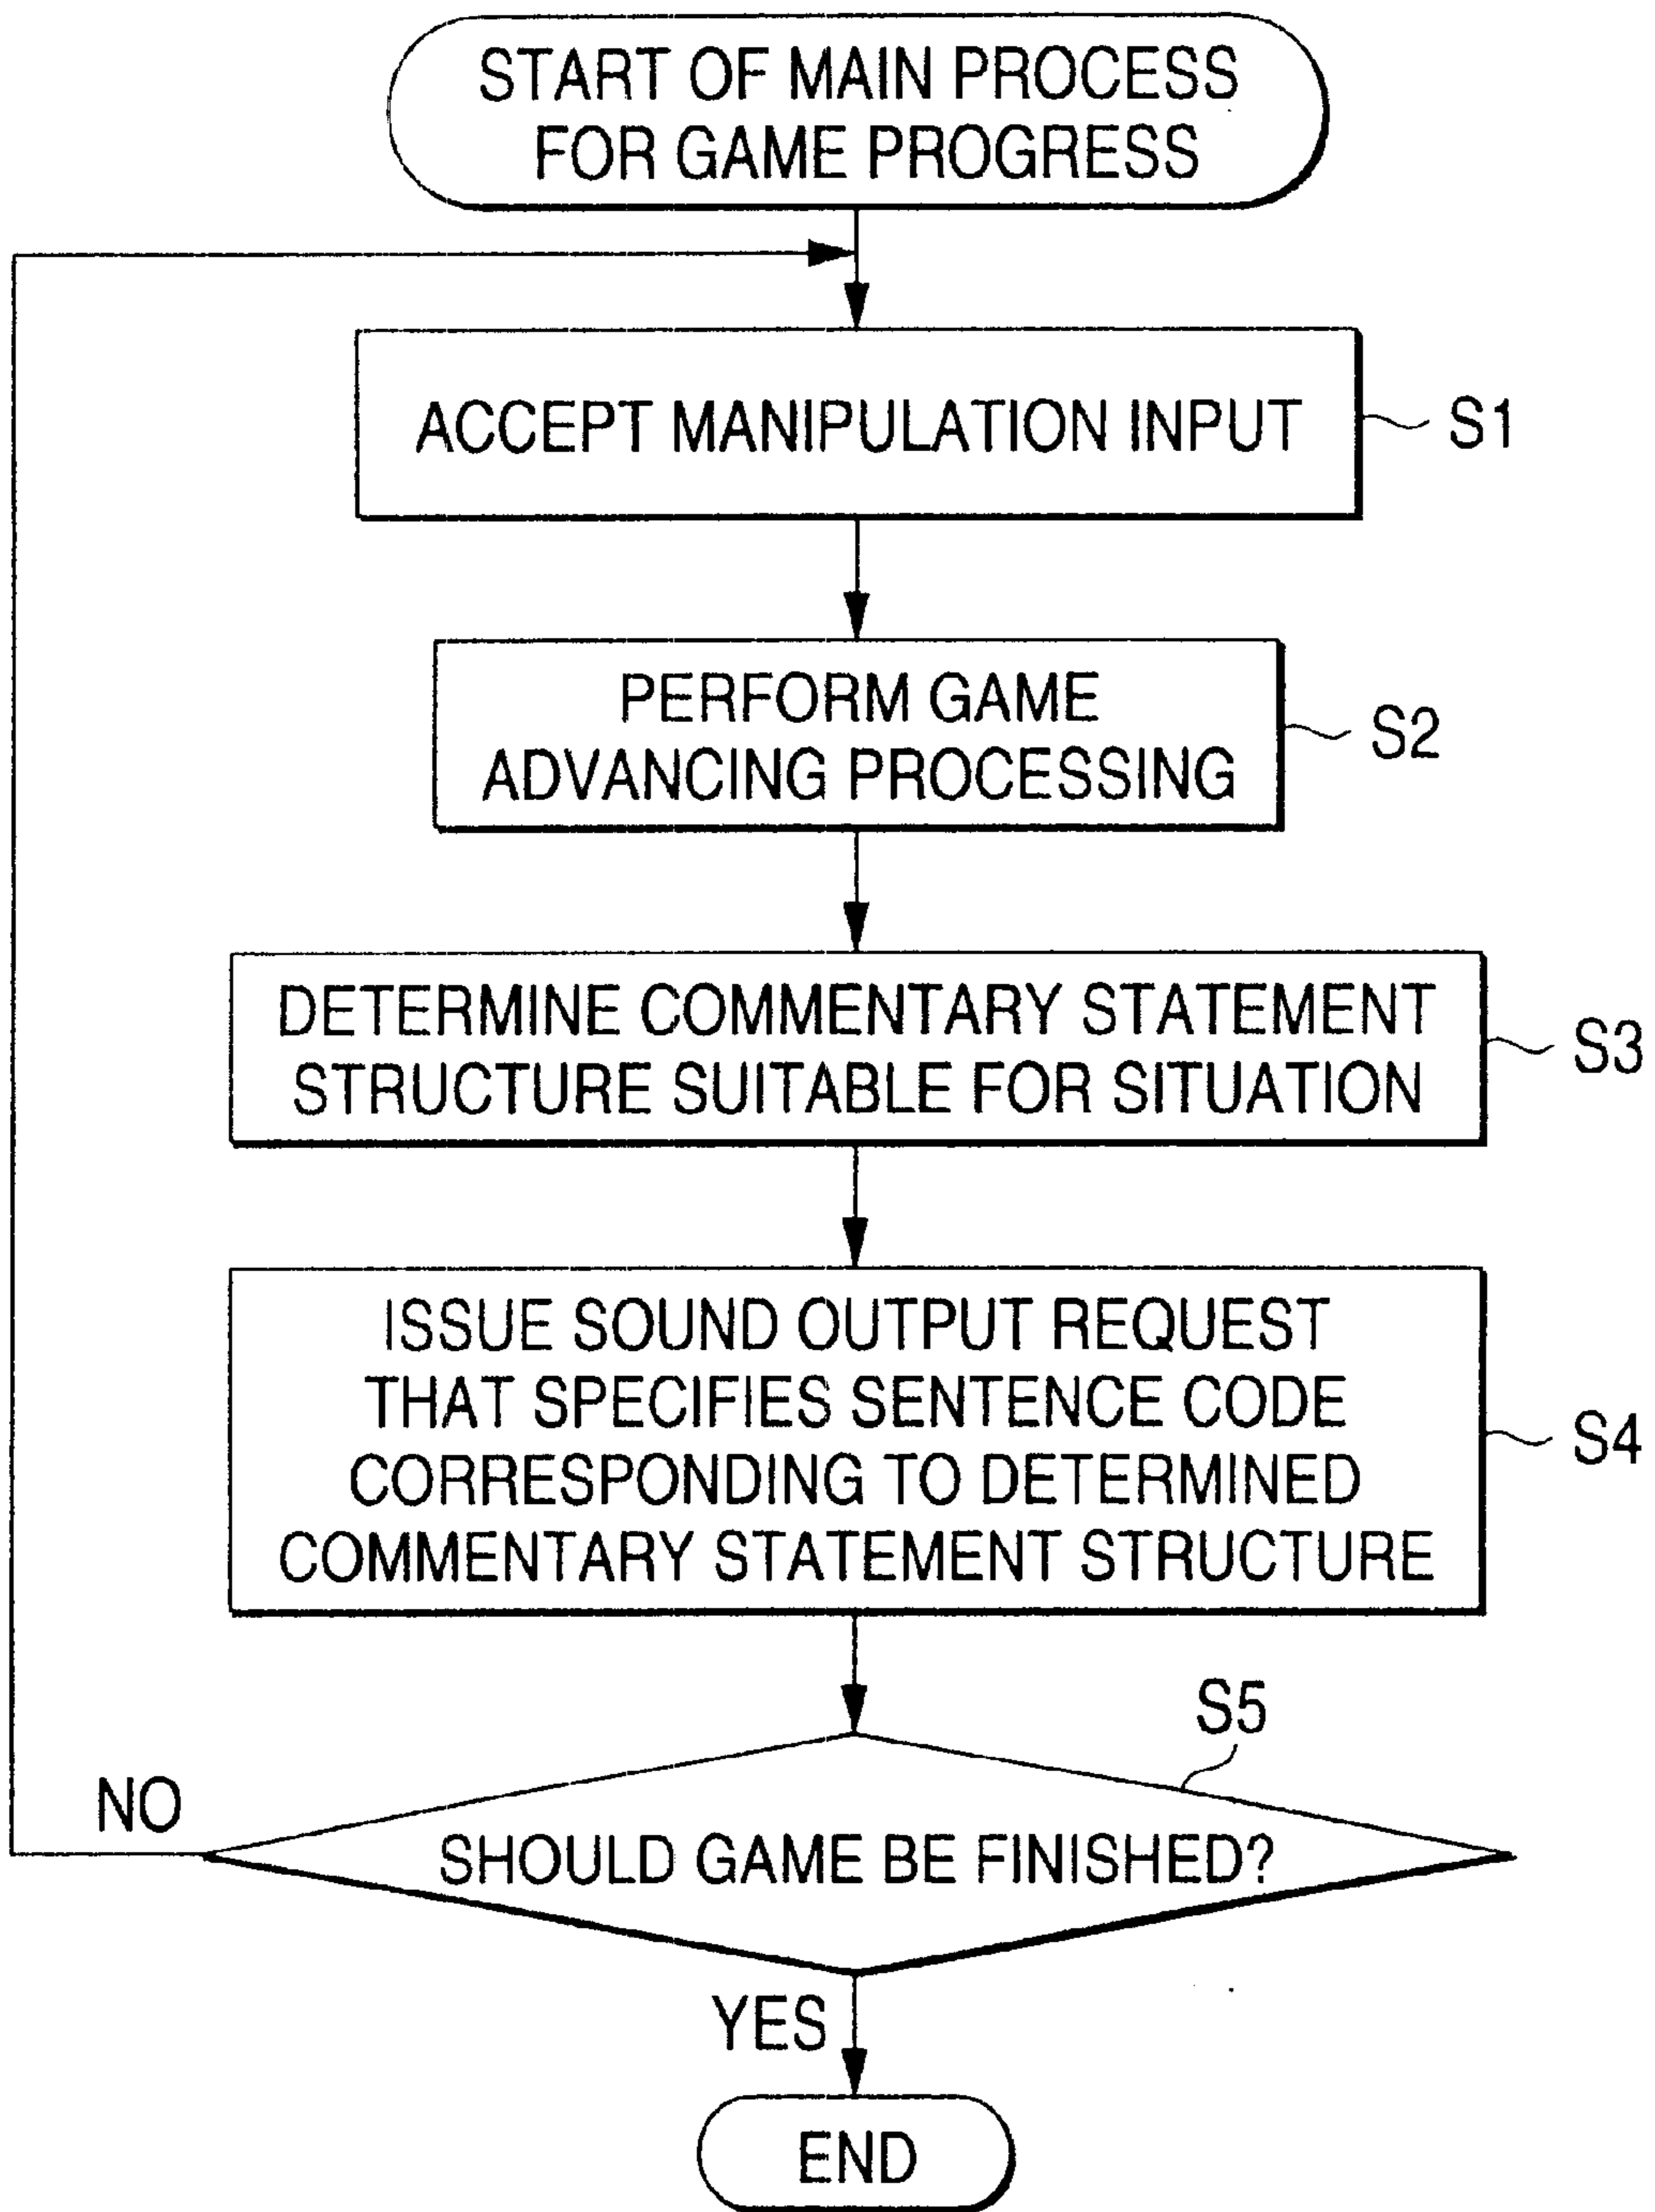 START OF MAIN PROCESS
FOR GAME PROGRESS
ACCEPT MANIPULATION INPUT
S1
PERFORM GAME
ADVANCING PROCESSING
S2
DETERMINE COMMENTARY STATEMENT
STRUCTURE SUITABLE FOR SITUATION
S3
ISSUE SOUND OUTPUT REQUEST
THAT SPECIFIES SENTENCE CODE
CORRESPONDING TO DETERMINED
COMMENTARY STATEMENT STRUCTURE
S4
S5
NO
SHOULD GAME BE FINISHED?
YES
END